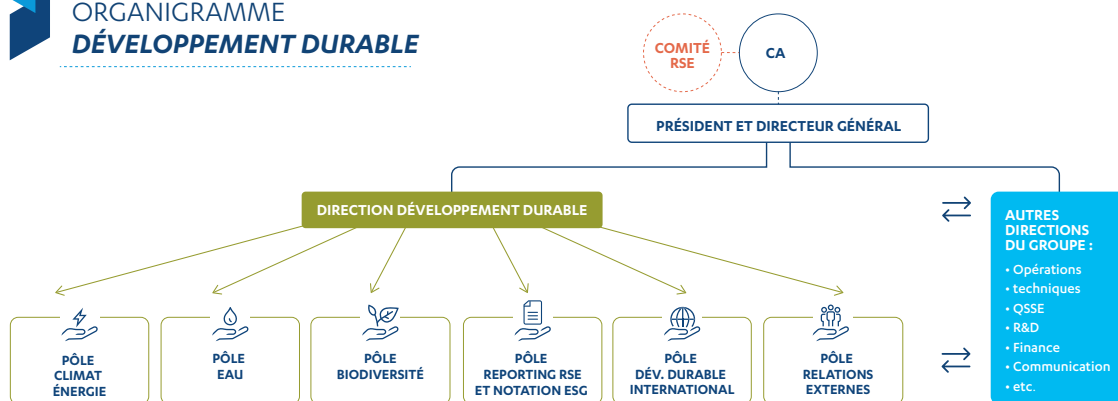 ORGANIGRAMME
DÉVELOPPEMENT DURABLE
COMITÉ
RSE
CA
PRÉSIDENT ET DIRECTEUR GÉNÉRAL
DIRECTION DÉVELOPPEMENT DURABLE
AUTRES
DIRECTIONS
DU GROUPE :
• Opérations
• techniques
• QSSE
• R&D
• Finance
• Communication
• etc.
PÔLE
CLIMAT
ÉNERGIE
PÔLE
EAU
PÔLE
BIODIVERSITÉ
PÔLE
REPORTING RSE
ET NOTATION ESG
PÔLE
DÉV. DURABLE
INTERNATIONAL
PÔLE
RELATIONS
EXTERNES